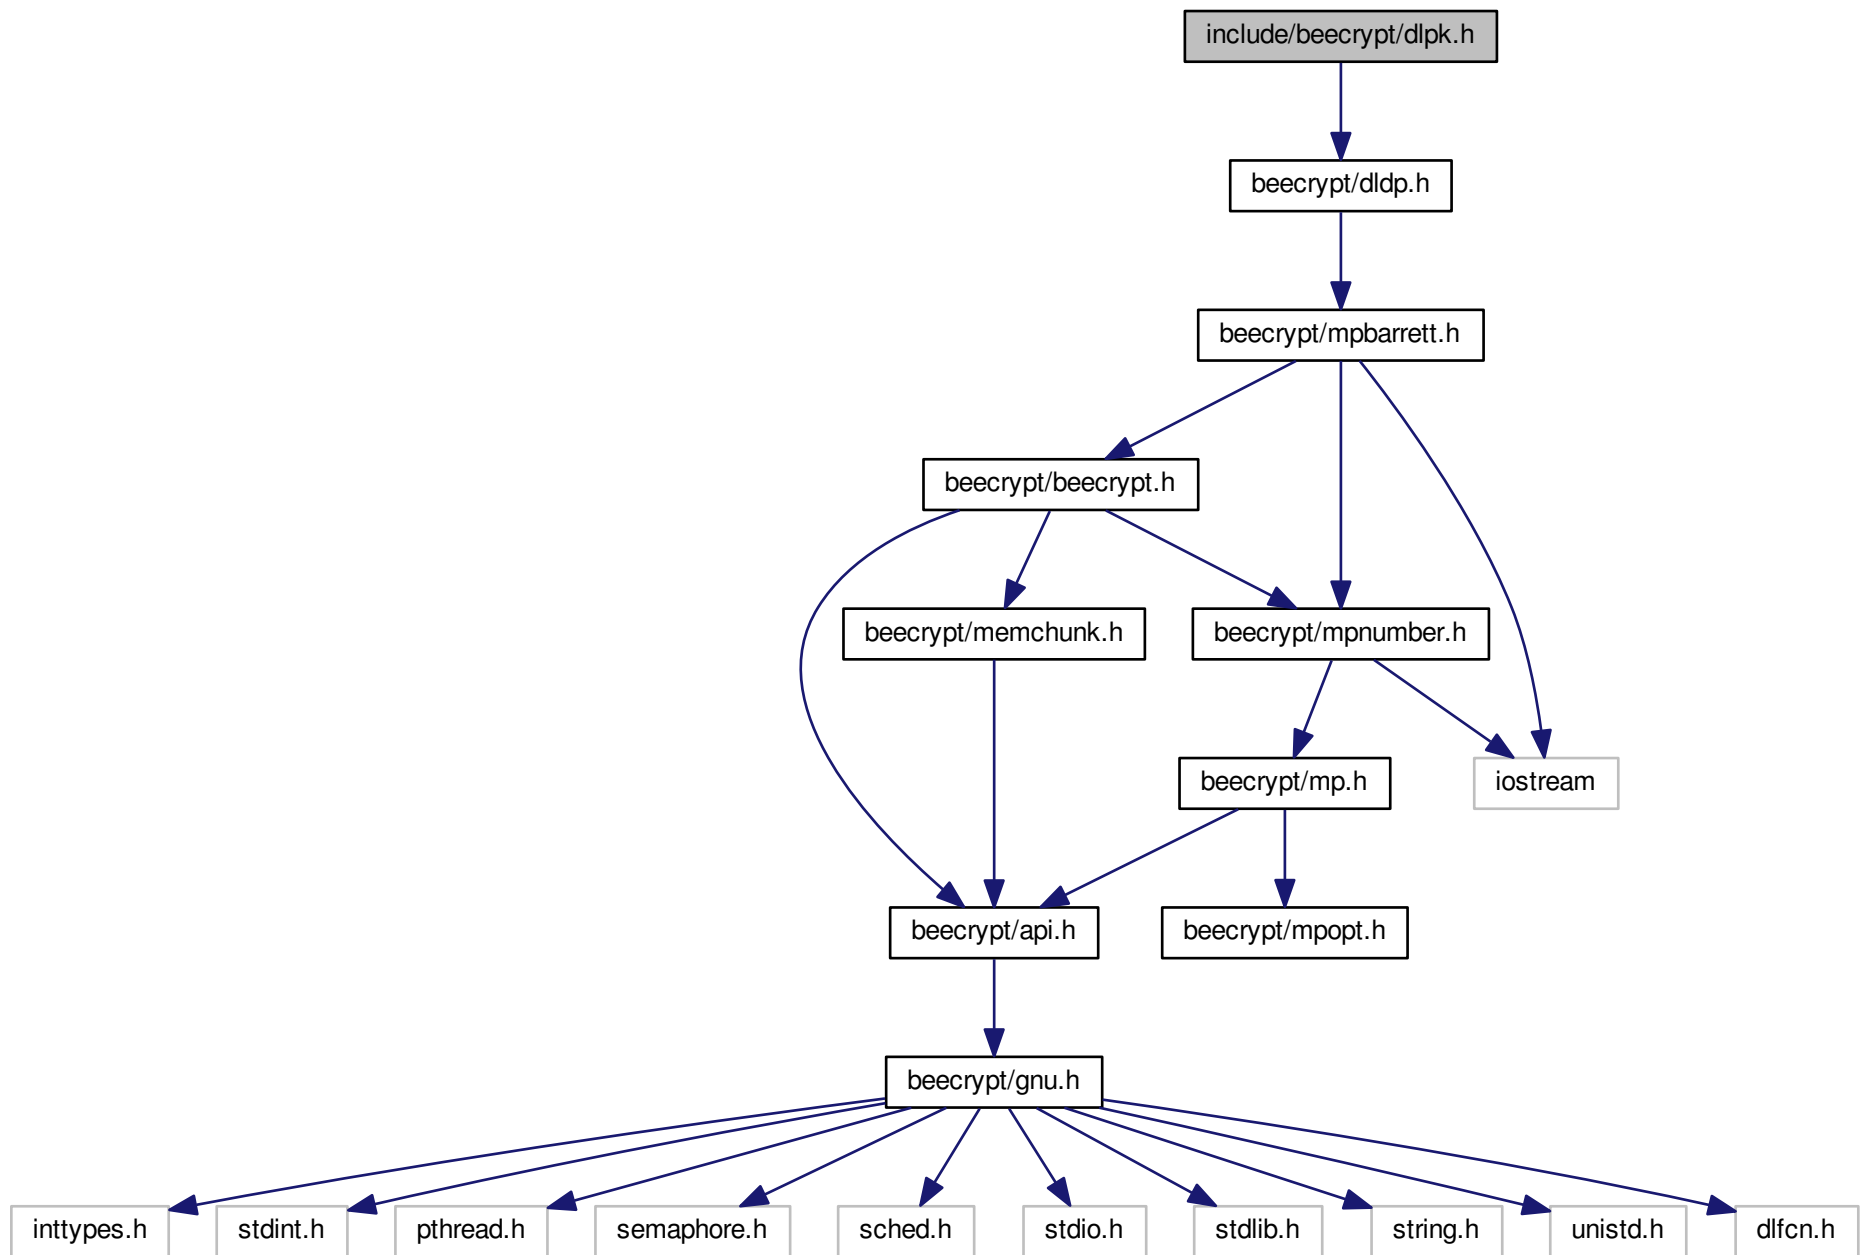 include/beecrypt/dlpk.h
beecrypt/dldp.h
beecrypt/mpbarrett.h
beecrypt/beecrypt.h
beecrypt/memchunk.h
beecrypt/mpnumber.h
beecrypt/mp.h
iostream
beecrypt/api.h
beecrypt/mpopt.h
beecrypt/gnu.h
inttypes.h
stdint.h
pthread.h
semaphore.h
sched.h
stdio.h
stdlib.h
string.h
unistd.h
dlfcn.h